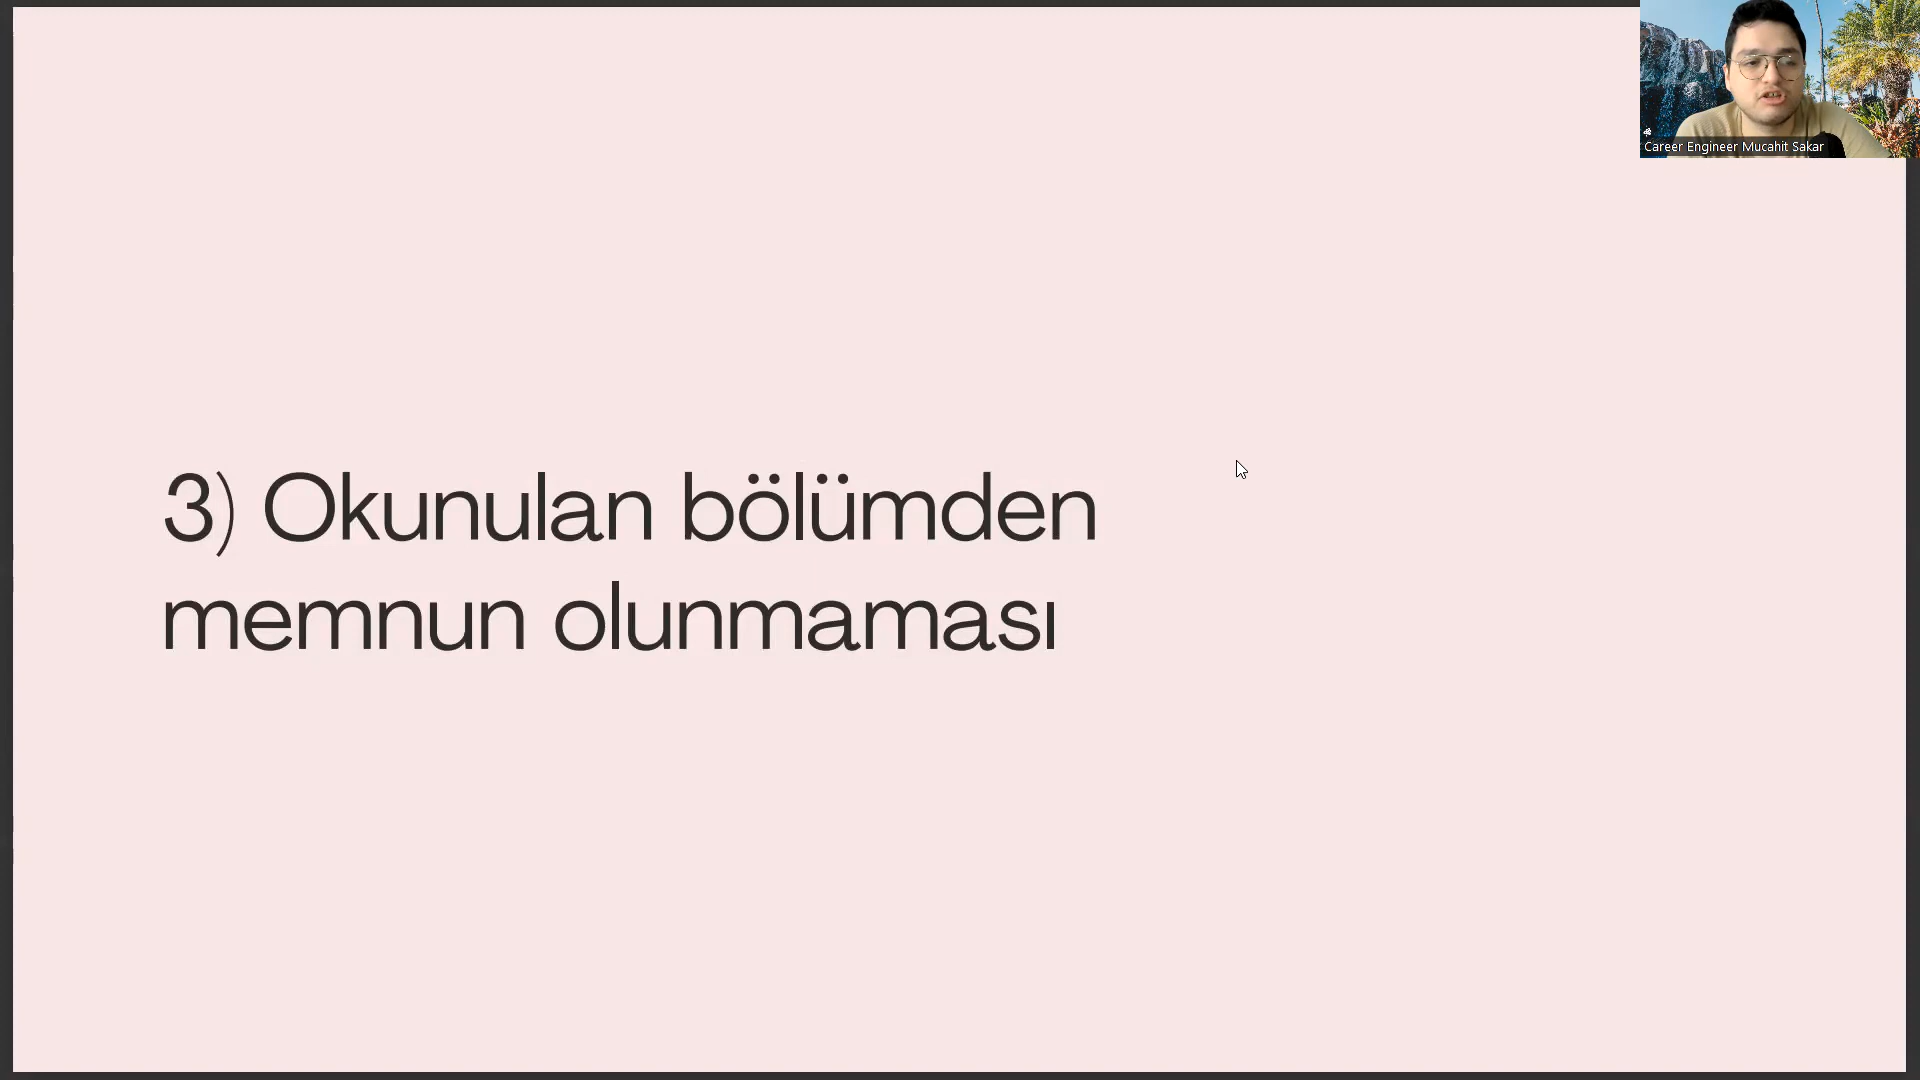 Career Engineer Mucahit Sakar
3) Okunulan bölümden
memnun olunmaması